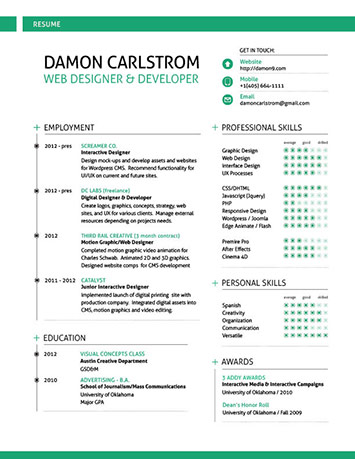 RESUME
DAMON CARLSTROM
WEB DESIGNER & DEVELOPER
GET IN TOUCH:
Website
http://damon9.com
Mobile
+1(405) 664-1111
Email
damoncarlstrom@gmail.com
EMPLOYMENT
2012 - pres
SCREAMER CO.
Interactive Designer
Design mock-ups and develop assets and websites
for Wordpress CMS. Recommend functionality for
UI/UX on current and future sites.
2012 - pres
DC LABS (freelance)
Digital Designer & Developer
Create logos, graphics, concepts, strategy, web
sites, and UX for various clients. Manage external
resources depending on projects needs.
2012
THIRD RAIL CREATIVE (3 month contract)
Motion Graphic/Web Designer
Completed motion graphic video animation for
Charles Schwab. Animated 2D and 3D graphics.
Designed website comps for CMS development
2011 - 2012
CATALYST
Junior Interactive Designer
Implemented launch of digital printing site with
production company. Integrated digital assets into
CMS, motion graphics and video editing.
EDUCATION
2012
VISUAL CONCEPTS CLASS
Austin Creative Department
GSD&M
2010
ADVERTISING - B.A.
School of Journalism/Mass Communications
University of Oklahoma
Major GPA
PROFESSIONAL SKILLS
average good skilled
Graphic Design
Web Design
Interface Design
UX Processes
CSS/DHTML
Javascript (Jquery)
PHP
Responsive Design
Wordpress / Joomla
Edge Animate / Flash
Premire Pro
After Effects
Cinema 4D
PERSONAL SKILLS
average good skilled
Spanish
Creativity
Organization
Communication
Versatile
AWARDS
3 ADDY AWARDS
Interactive Media & Interactive Campaigns
University of Oklahoma / 2010
Dean's Honor Roll
University of Oklahoma / Fall 2009